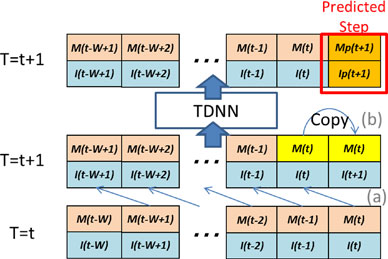 Predicted
Step
M(t-W+1) M(t-W+2) ... M(t-1) M(t) Mp(t+1)
T=t+1
I(t-W+1) I(t-W+2) I(t-1) I(t) Ip(t+1)
TDNN
Copy (b)
M(t-W+1) M(t-W+2) ... M(t-1) M(t) M(t)
T=t+1
I(t-W+1) I(t-W+2) I(t-1) I(t) I(t+1)
(a)
M(t-W) M(t-W+1) ... M(t-2) M(t-1) M(t)
T=t
I(t-W) I(t-W+1) I(t-2) I(t-1) I(t)